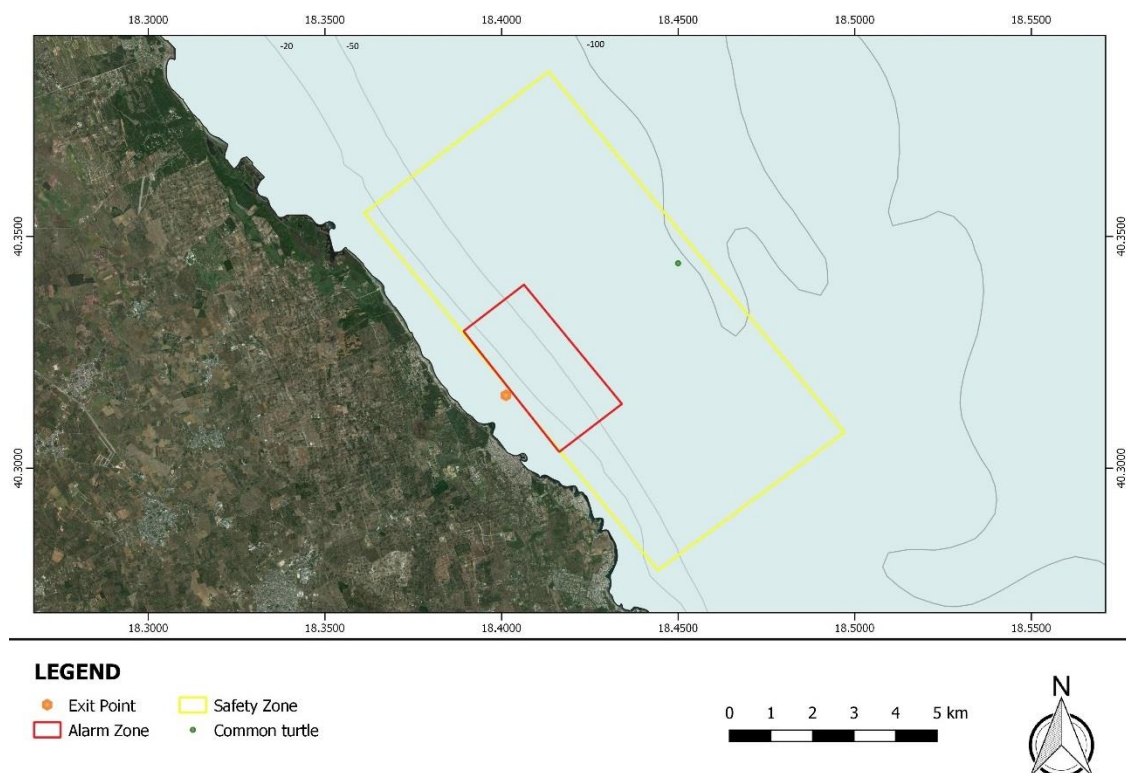 18.3000 18.3500 18.4000 18.4500 18.5000 18.5500
-20 -50 -100
40.3500 40.3500
40.3000 40.3000
18.3000 18.3500 18.4000 18.4500 18.5000 18.5500
LEGEND
Exit Point Safety Zone
Alarm Zone Common turtle
0 1 2 3 4 5 km
N